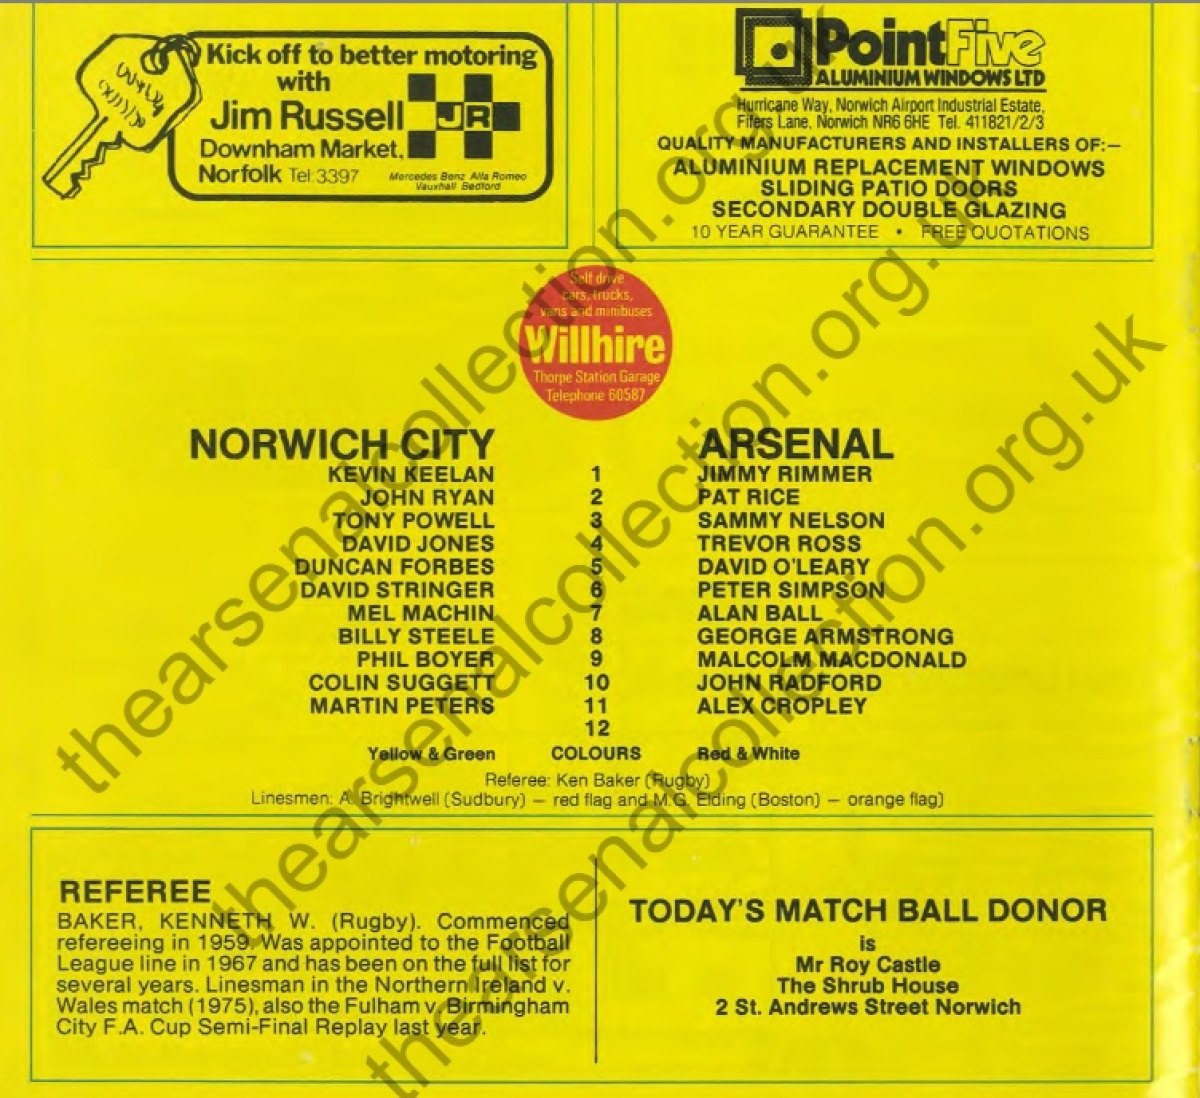 Kick off to better motoring
with
Jim Russell
JR
Downham Market,
Norfolk Tel: 3397
Mercedes Benz Alfa Romeo
Vauxhall Bedford
PointFive
ALUMINIUM WINDOWS LTD
Hurricane Way, Norwich Airport Industrial Estate,
Fifers Lane, Norwich NR6 6HE Tel. 411821/2/3
QUALITY MANUFACTURERS AND INSTALLERS OF:—
ALUMINIUM REPLACEMENT WINDOWS
SLIDING PATIO DOORS
SECONDARY DOUBLE GLAZING
10 YEAR GUARANTEE • FREE QUOTATIONS
Self drive
cars, trucks,
vans and minibuses
Willhire
Thorpe Station Garage
Telephone 60587
NORWICH CITY ARSENAL
KEVIN KEELAN 1 JIMMY RIMMER
JOHN RYAN 2 PAT RICE
TONY POWELL 3 SAMMY NELSON
DAVID JONES 4 TREVOR ROSS
DUNCAN FORBES 5 DAVID O'LEARY
DAVID STRINGER 6 PETER SIMPSON
MEL MACHIN 7 ALAN BALL
BILLY STEELE 8 GEORGE ARMSTRONG
PHIL BOYER 9 MALCOLM MACDONALD
COLIN SUGGETT 10 JOHN RADFORD
MARTIN PETERS 11 ALEX CROPLEY
12
Yellow & Green COLOURS Red & White
Referee: Ken Baker (Rugby)
Linesmen: A. Brightwell (Sudbury) — red flag and M.G. Elding (Boston) — orange flag)
REFEREE
BAKER, KENNETH W. (Rugby). Commenced
refereeing in 1959. Was appointed to the Football
League line in 1967 and has been on the full list for
several years. Linesman in the Northern Ireland v.
Wales match (1975), also the Fulham v. Birmingham
City F.A. Cup Semi-Final Replay last year.
TODAY'S MATCH BALL DONOR
is
Mr Roy Castle
The Shrub House
2 St. Andrews Street Norwich
thearsenalcollection.org.uk
thearsenalcollection.org.uk
thearsenalcollection.org.uk